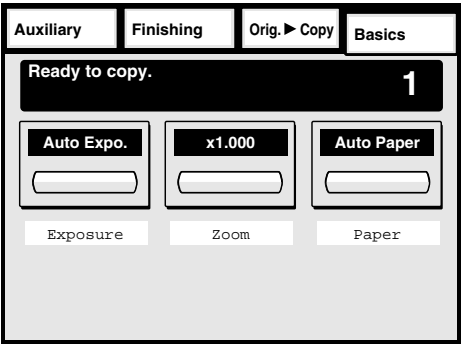 Auxiliary Finishing Orig. ▶ Copy Basics
Ready to copy. 1
Auto Expo. x1.000 Auto Paper
Exposure Zoom Paper